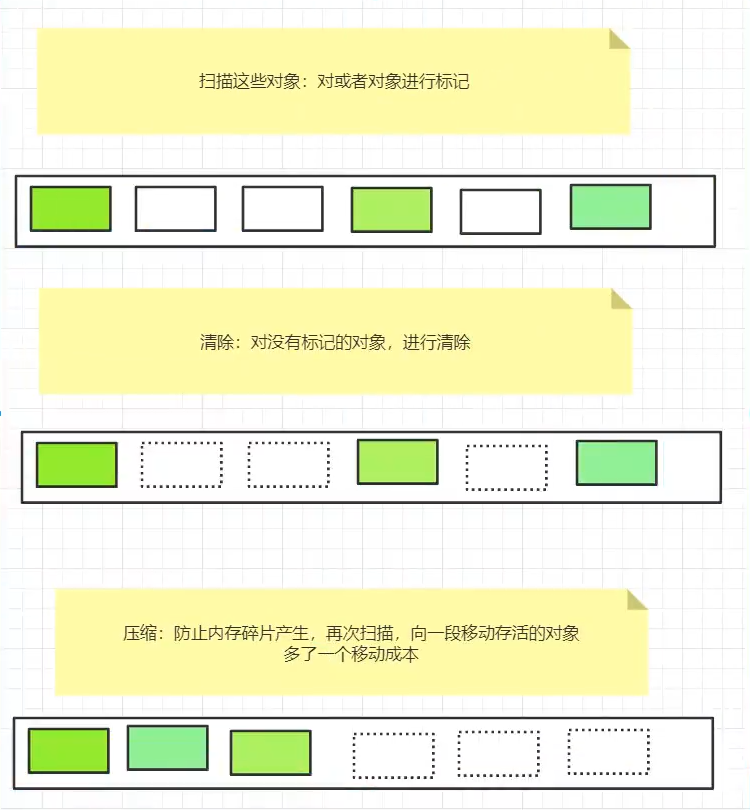 扫描这些对象：对或者对象进行标记
清除：对没有标记的对象，进行清除
压缩：防止内存碎片产生，再次扫描，向一段移动存活的对象
多了一个移动成本